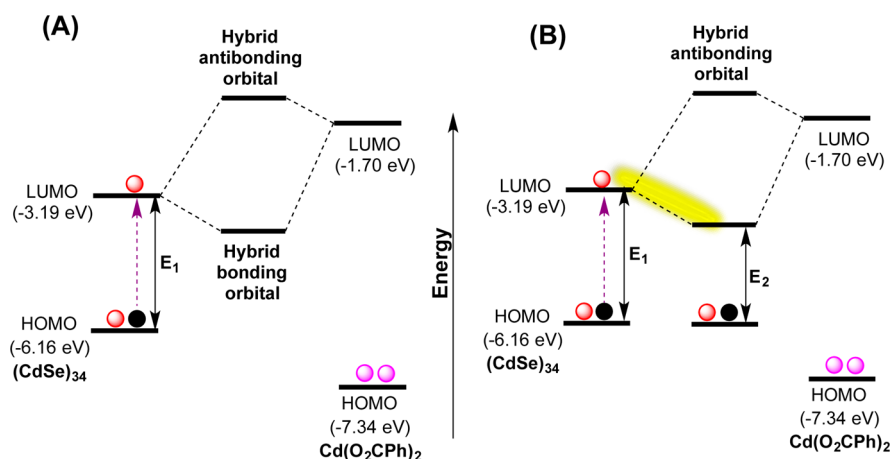 (A)
Hybrid
antibonding
orbital
LUMO
(-1.70 eV)
LUMO
(-3.19 eV)
E₁
Hybrid
bonding
orbital
HOMO
(-6.16 eV)
(CdSe)₃₄
HOMO
(-7.34 eV)
Cd(O₂CPh)₂
Energy
(B)
Hybrid
antibonding
orbital
LUMO
(-1.70 eV)
LUMO
(-3.19 eV)
E₁
E₂
HOMO
(-6.16 eV)
(CdSe)₃₄
HOMO
(-7.34 eV)
Cd(O₂CPh)₂